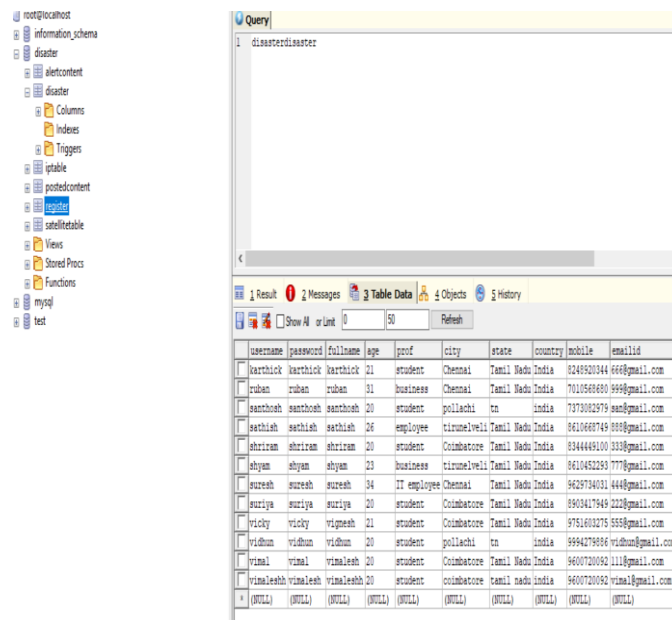 root@localhost
information_schema
disaster
alertcontent
disaster
Columns
Indexes
Triggers
iptable
postedcontent
register
satellitetable
Views
Stored Procs
Functions
mysql
test
Query
1 disasterdisaster
1 Result 2 Messages 3 Table Data 4 Objects 5 History
Show All or Limit 0 50 Refresh
username password fullname age prof city state country mobile emailid
karthick karthick karthick 21 student Chennai Tamil Nadu India 8248920344 666@gmail.com
ruban ruban ruban 31 business Chennai Tamil Nadu India 7010568680 999@gmail.com
santhosh santhosh santhosh 20 student pollachi tn india 7373082979 san@gmail.com
sathish sathish sathish 26 employee tirunelveli Tamil Nadu India 8610668749 888@gmail.com
shriram shriram shriram 20 student Coimbatore Tamil Nadu India 8344449100 333@gmail.com
shyam shyam shyam 23 business tirunelveli Tamil Nadu India 8610452293 777@gmail.com
suresh suresh suresh 34 IT employee Chennai Tamil Nadu India 9629734031 444@gmail.com
suriya suriya suriya 20 student Coimbatore Tamil Nadu India 8903417949 222@gmail.com
vicky vicky vignesh 21 student Coimbatore Tamil Nadu India 9751603275 555@gmail.com
vidhun vidhun vidhun 20 student pollachi tn india 9994279886 vidhun@gmail.co
vimal vimal vimalesh 20 student Coimbatore Tamil Nadu India 9600720092 111@gmail.com
vimaleshh vimalesh vimaleshh 20 student coimbatore tamil nadu india 9600720092 vimal@gmail.com
* (NULL) (NULL) (NULL) (NULL) (NULL) (NULL) (NULL) (NULL) (NULL) (NULL)